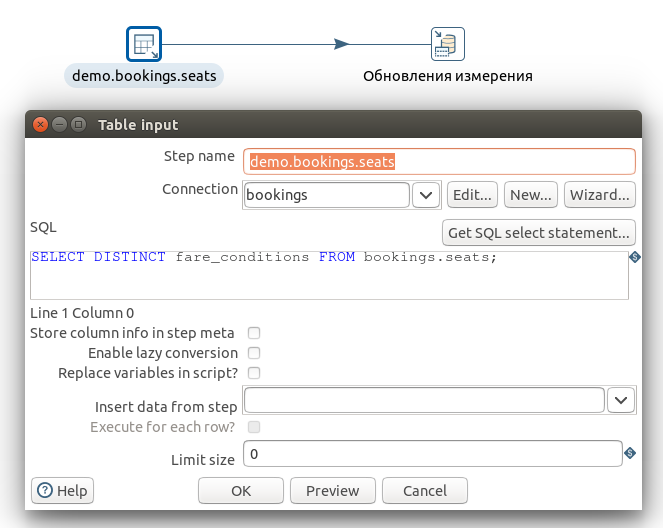 demo.bookings.seats
Обновления измерения
Table input
Step name demo.bookings.seats
Connection bookings Edit... New... Wizard...
SQL Get SQL select statement...
SELECT DISTINCT fare_conditions FROM bookings.seats;
Line 1 Column 0
Store column info in step meta
Enable lazy conversion
Replace variables in script?
Insert data from step
Execute for each row?
Limit size 0
Help OK Preview Cancel